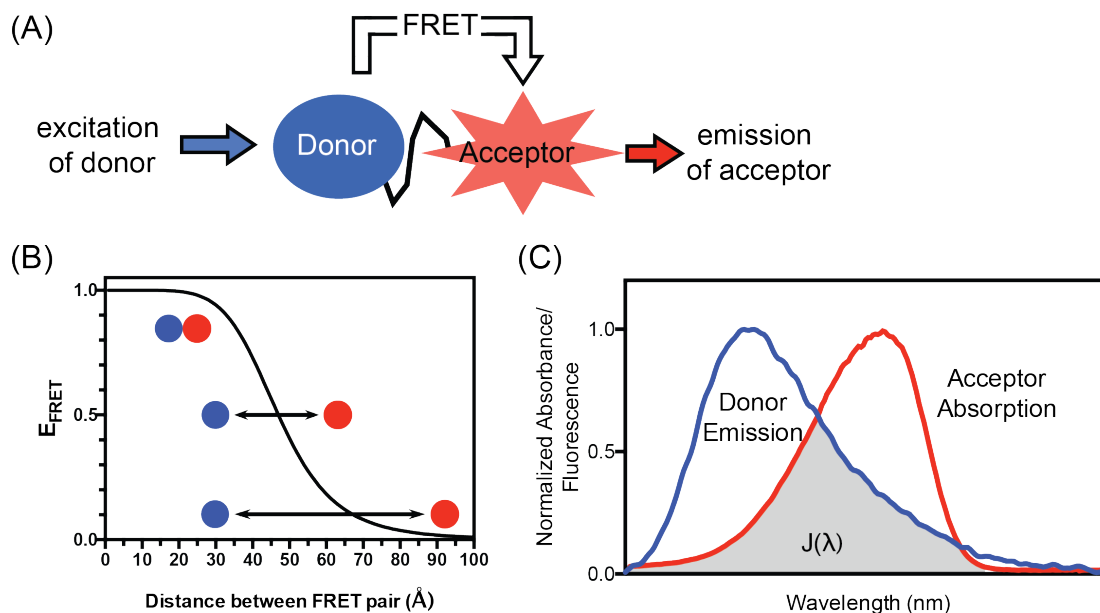 (A)
FRET
excitation
of donor
Donor
Acceptor
emission
of acceptor
(B)
1.0
0.5
0.0
E_FRET
0 10 20 30 40 50 60 70 80 90 100
Distance between FRET pair (Å)
(C)
Normalized Absorbance/
Fluorescence
1.0
0.5
0.0
Donor
Emission
Acceptor
Absorption
J(λ)
Wavelength (nm)